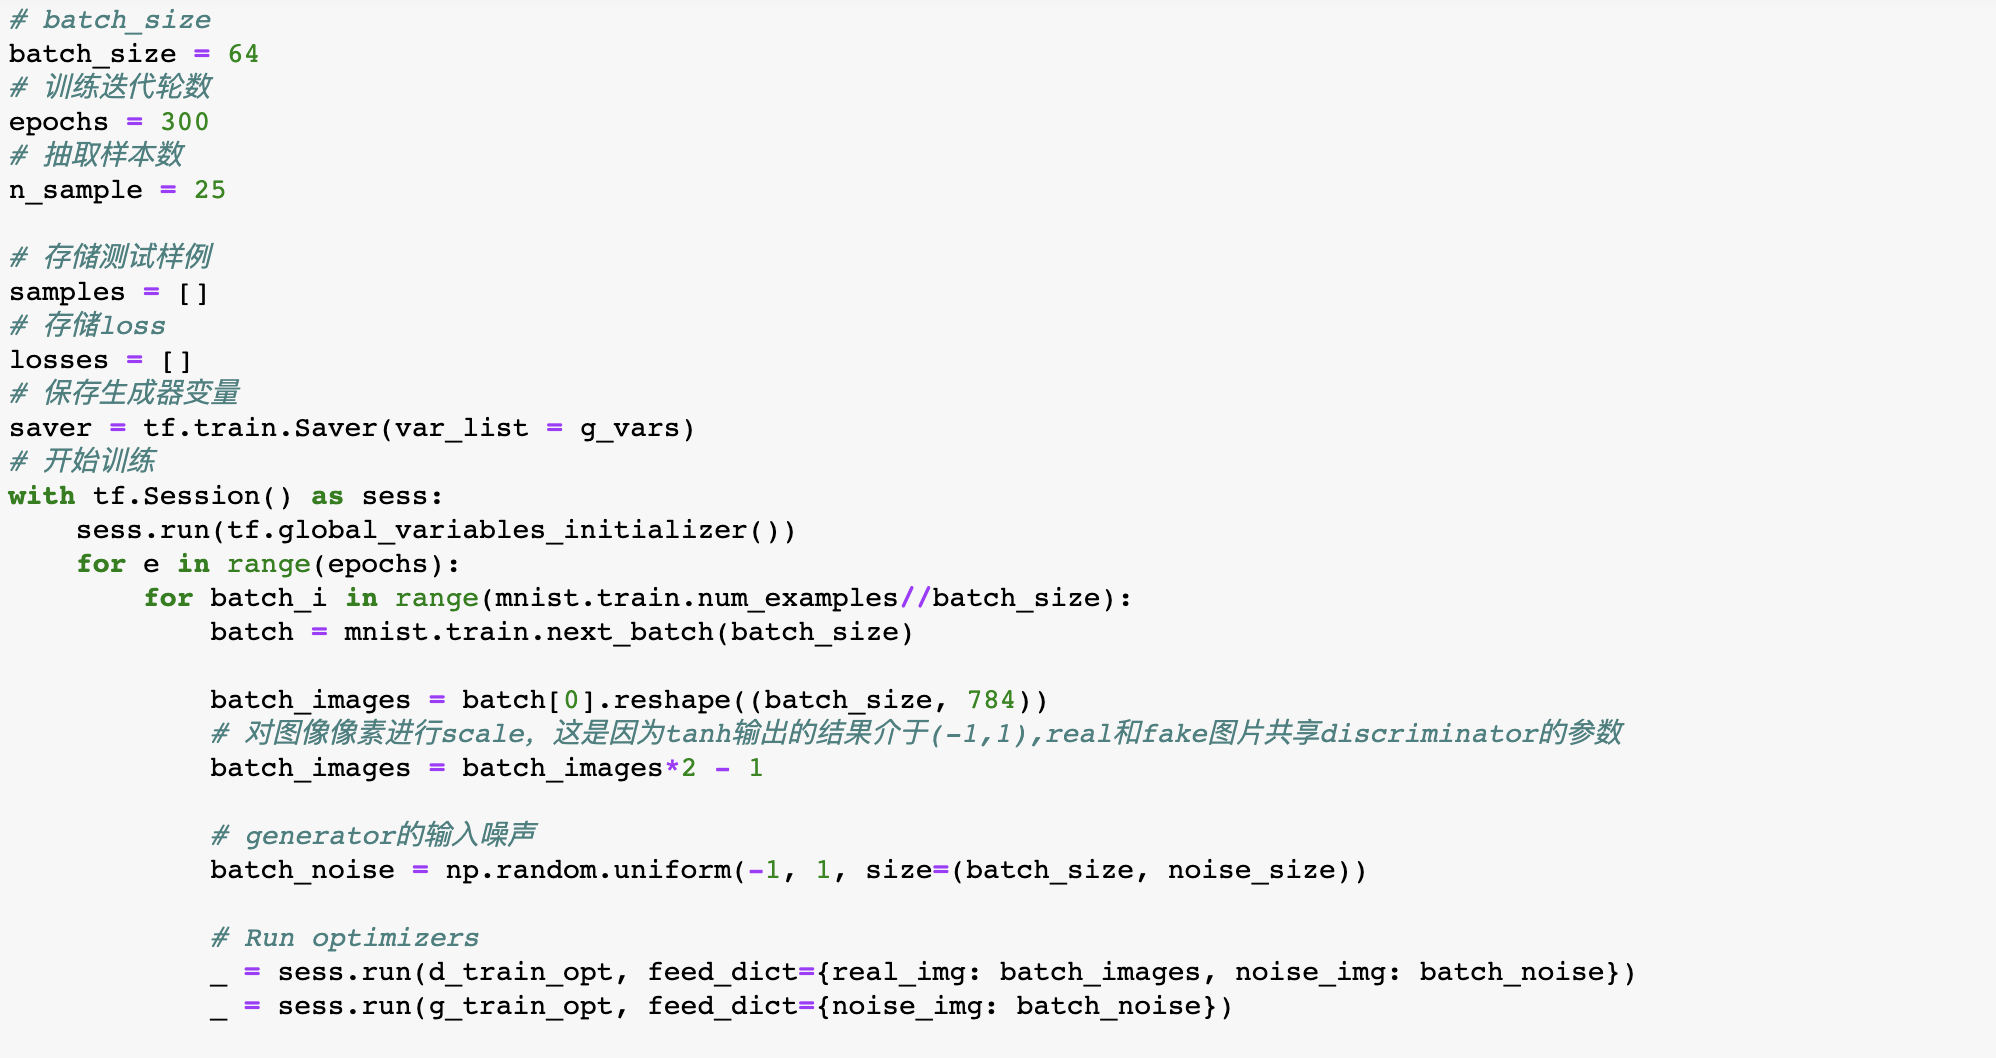 # batch_size
batch_size = 64
# 训练迭代轮数
epochs = 300
# 抽取样本数
n_sample = 25

# 存储测试样例
samples = []
# 存储loss
losses = []
# 保存生成器变量
saver = tf.train.Saver(var_list = g_vars)
# 开始训练
with tf.Session() as sess:
    sess.run(tf.global_variables_initializer())
    for e in range(epochs):
        for batch_i in range(mnist.train.num_examples//batch_size):
            batch = mnist.train.next_batch(batch_size)

            batch_images = batch[0].reshape((batch_size, 784))
            # 对图像像素进行scale，这是因为tanh输出的结果介于(-1,1),real和fake图片共享discriminator的参数
            batch_images = batch_images*2 - 1

            # generator的输入噪声
            batch_noise = np.random.uniform(-1, 1, size=(batch_size, noise_size))

            # Run optimizers
            _ = sess.run(d_train_opt, feed_dict={real_img: batch_images, noise_img: batch_noise})
            _ = sess.run(g_train_opt, feed_dict={noise_img: batch_noise})